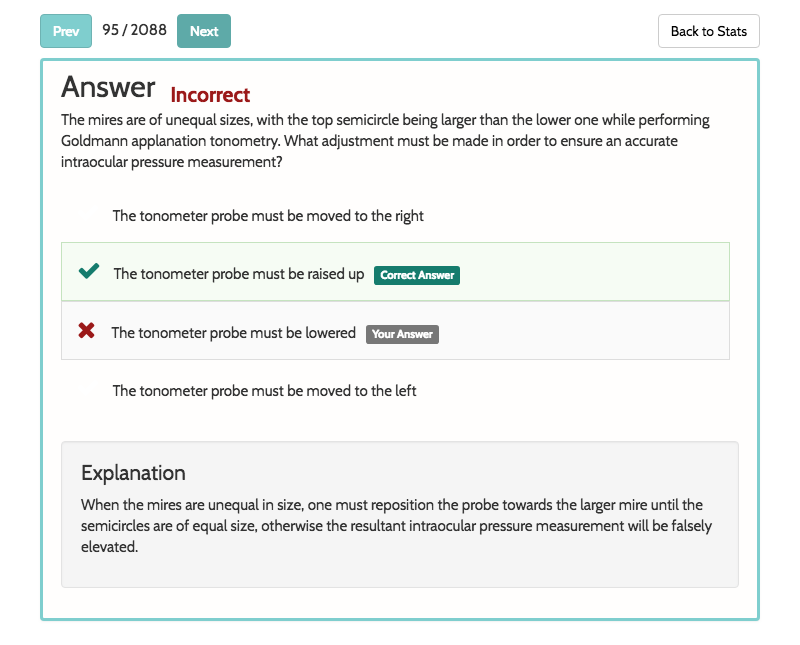 Prev 95 / 2088 Next Back to Stats
Answer Incorrect
The mires are of unequal sizes, with the top semicircle being larger than the lower one while performing
Goldmann applanation tonometry. What adjustment must be made in order to ensure an accurate
intraocular pressure measurement?
The tonometer probe must be moved to the right
The tonometer probe must be raised up Correct Answer
The tonometer probe must be lowered Your Answer
The tonometer probe must be moved to the left
Explanation
When the mires are unequal in size, one must reposition the probe towards the larger mire until the
semicircles are of equal size, otherwise the resultant intraocular pressure measurement will be falsely
elevated.